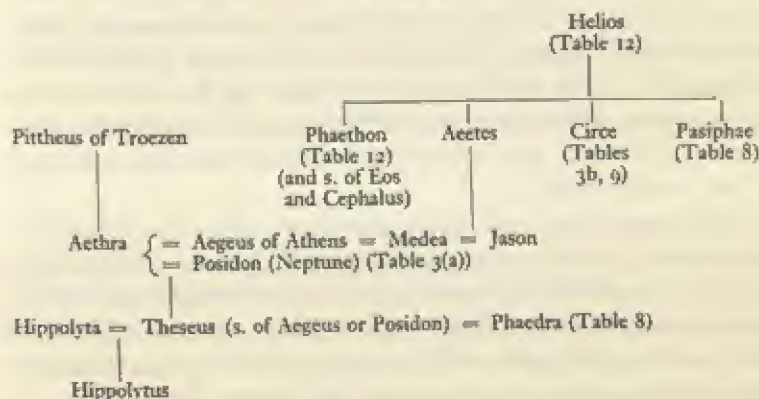 Helios
(Table 12)
Pittheus of Troezen Phaethon Aeetes Circe Pasiphae
(Table 12) (Tables (Table 8)
(and s. of Eos 3b, 9)
and Cephalus)
Aethra { = Aegeus of Athens = Medea = Jason
= Posidon (Neptune) (Table 3(a))
Hippolyta = Theseus (s. of Aegeus or Posidon) = Phaedra (Table 8)
Hippolytus